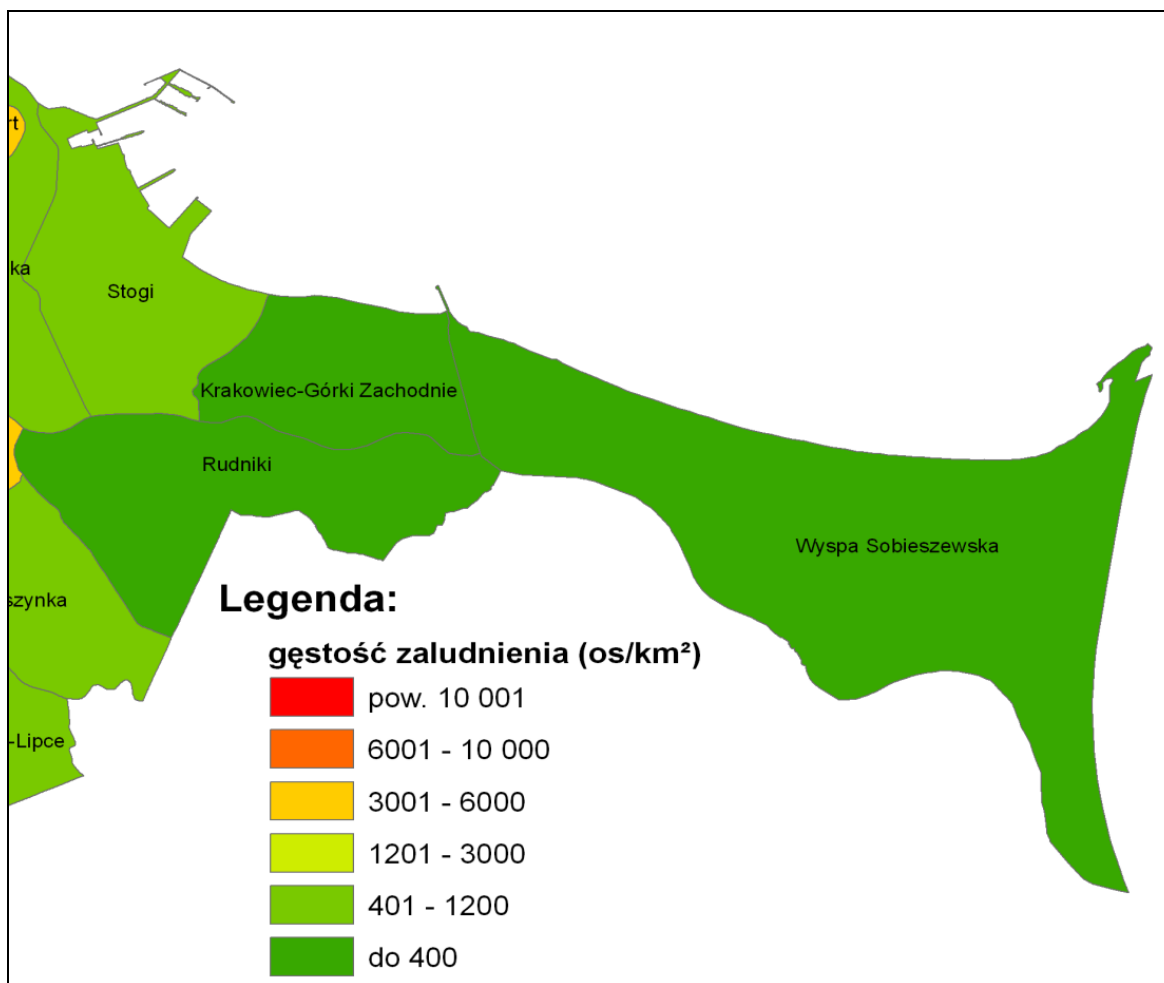 rt
ka
Stogi
Krakowiec-Górki Zachodnie
Rudniki
Wyspa Sobieszewska
szynka
-Lipce
Legenda:
gęstość zaludnienia (os/km²)
pow. 10 001
6001 - 10 000
3001 - 6000
1201 - 3000
401 - 1200
do 400